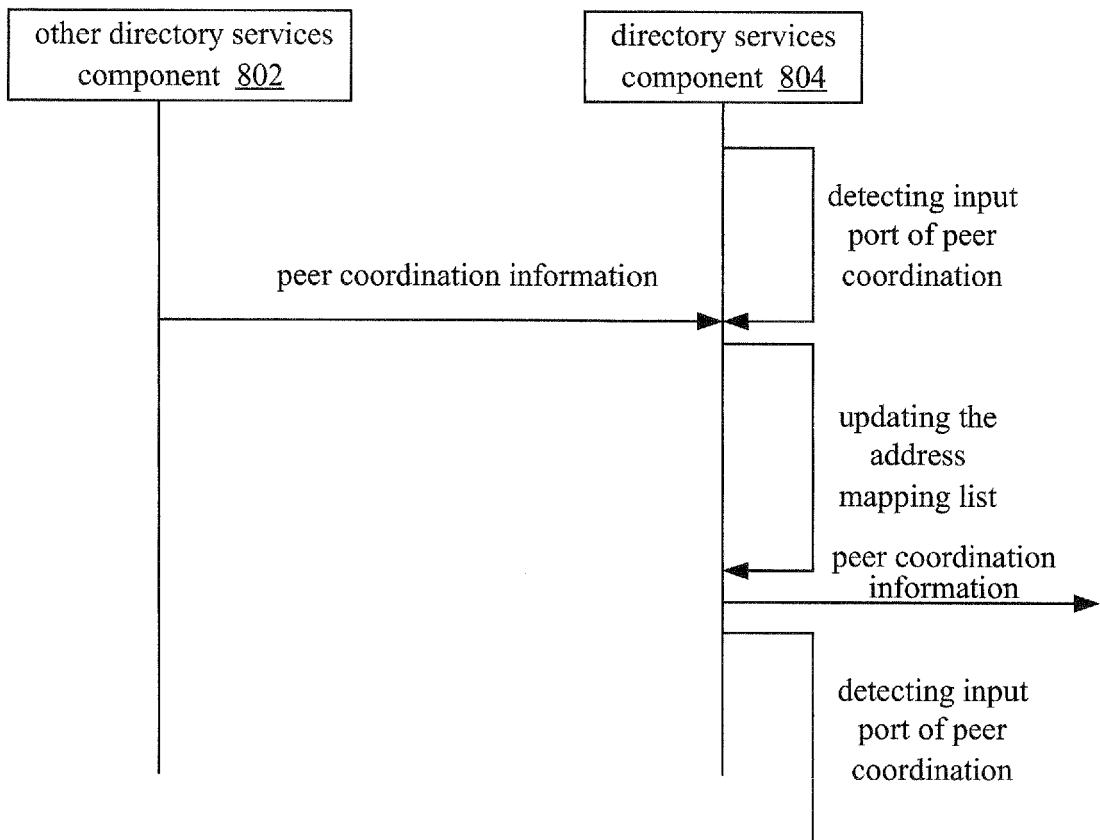 other directory services
component 802
directory services
component 804
detecting input
port of peer
coordination
peer coordination information
updating the
address
mapping list
peer coordination
information
detecting input
port of peer
coordination